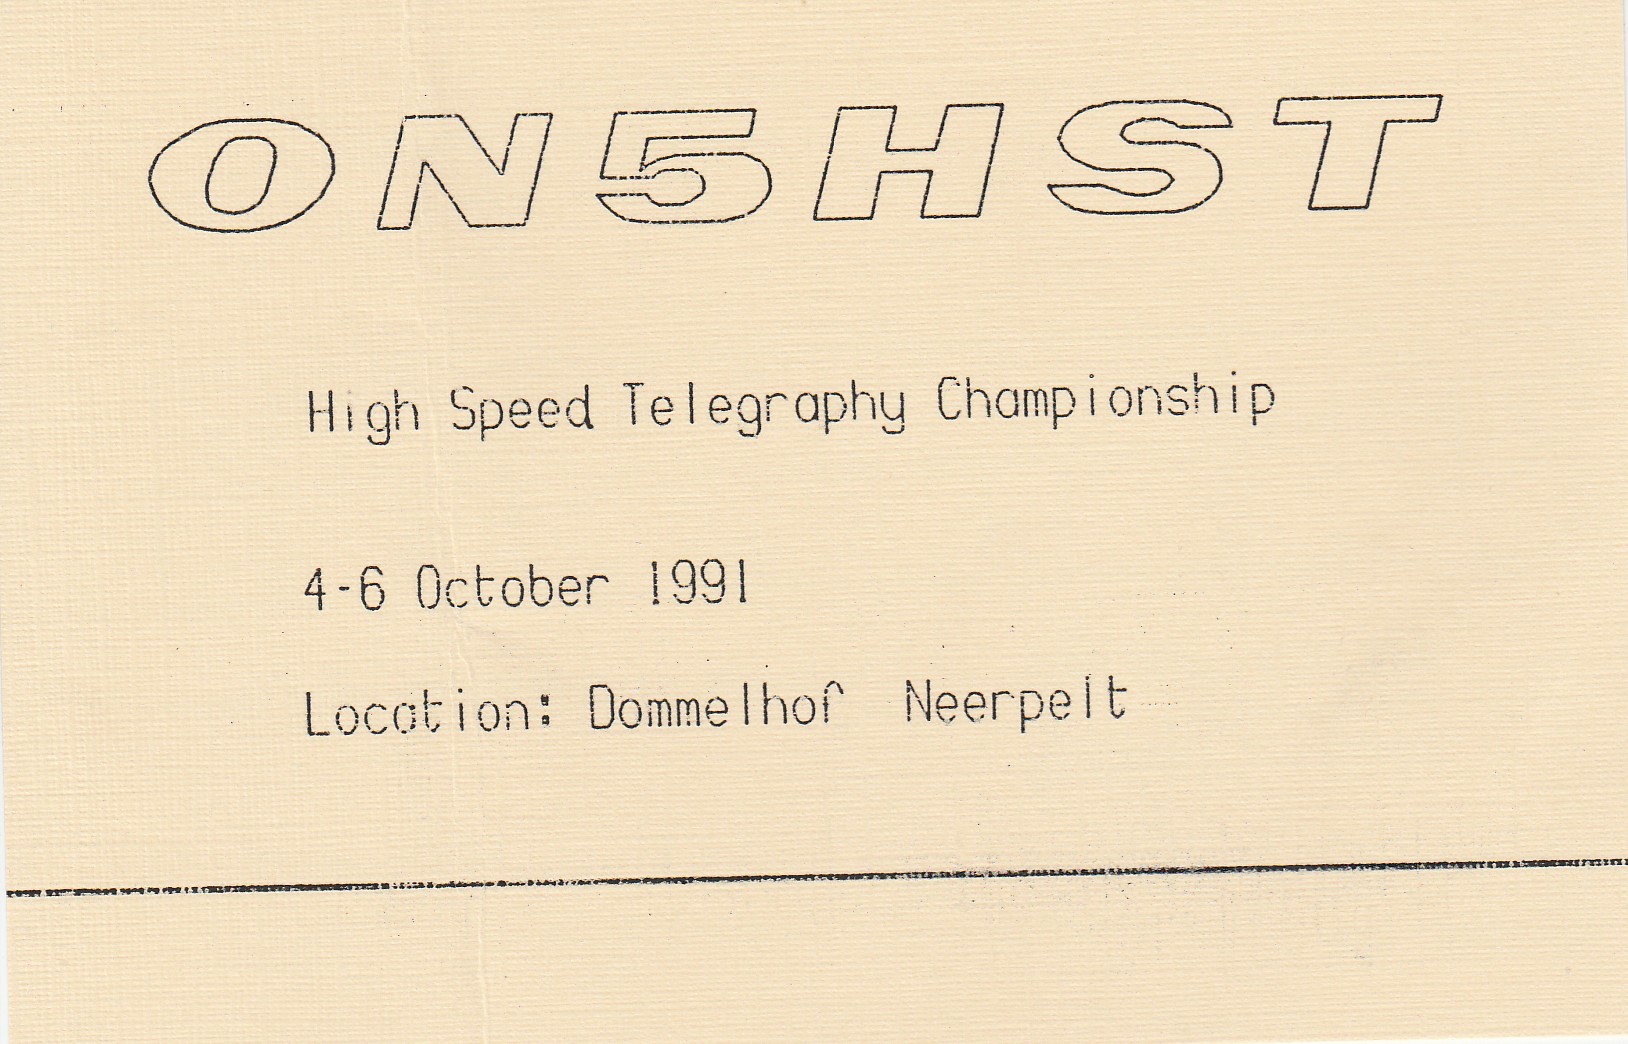 ON5HST
High Speed Telegraphy Championship
4-6 October 1991
Location: Dommelhof Neerpelt